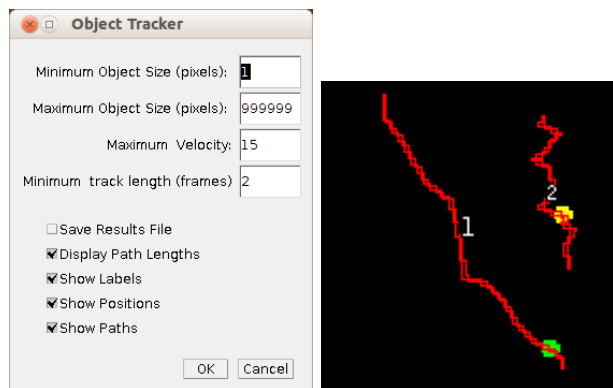 Object Tracker
Minimum Object Size (pixels): 1
Maximum Object Size (pixels): 999999
Maximum Velocity: 15
Minimum track length (frames) 2
Save Results File
Display Path Lengths
Show Labels
Show Positions
Show Paths
OK Cancel
2
1